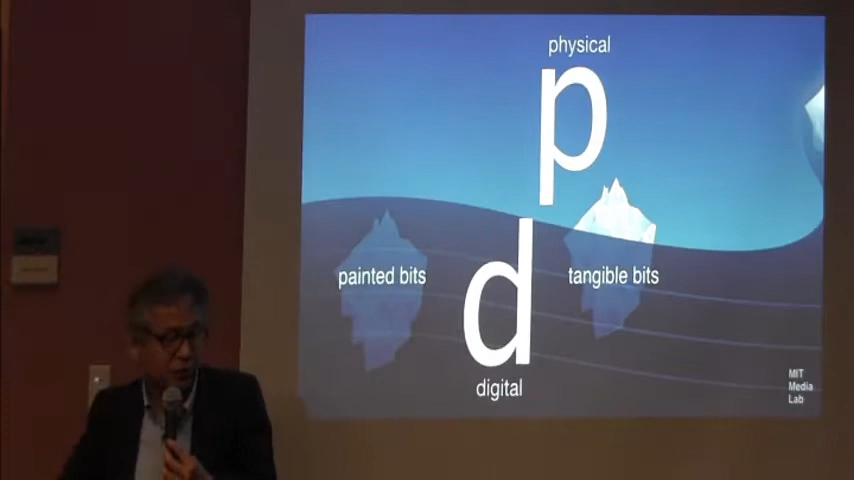 physical
p
painted bits
d
tangible bits
digital
MIT
Media
Lab